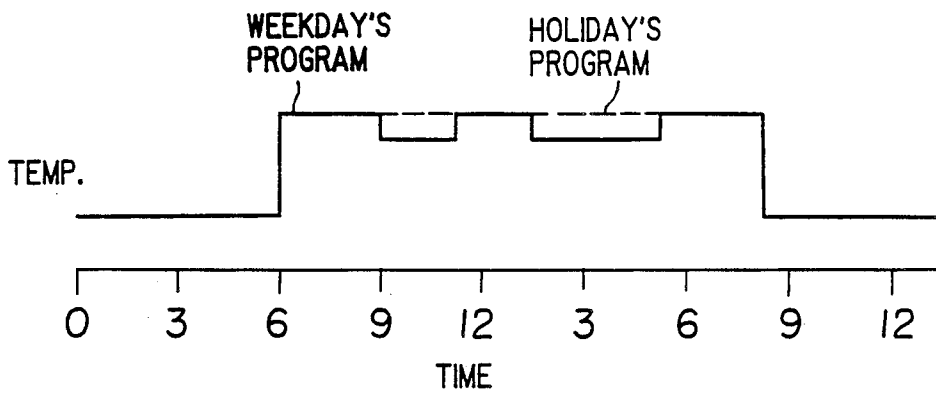 WEEKDAY'S
PROGRAM
HOLIDAY'S
PROGRAM
TEMP.
0 3 6 9 12 3 6 9 12
TIME